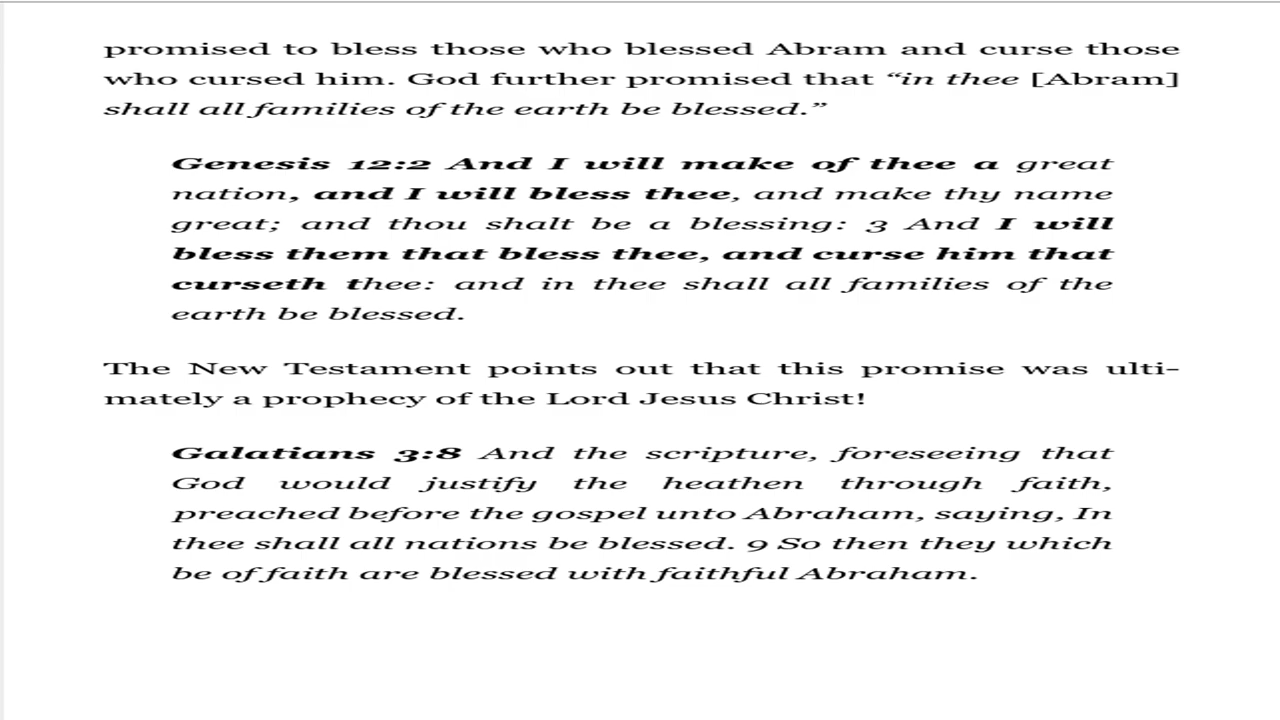 promised to bless those who blessed Abram and curse those
who cursed him. God further promised that “in thee [Abram]
shall all families of the earth be blessed.”
Genesis 12:2 And I will make of thee a great
nation, and I will bless thee, and make thy name
great; and thou shalt be a blessing: 3 And I will
bless them that bless thee, and curse him that
curseth thee: and in thee shall all families of the
earth be blessed.
The New Testament points out that this promise was ulti-
mately a prophecy of the Lord Jesus Christ!
Galatians 3:8 And the scripture, foreseeing that
God would justify the heathen through faith,
preached before the gospel unto Abraham, saying, In
thee shall all nations be blessed. 9 So then they which
be of faith are blessed with faithful Abraham.